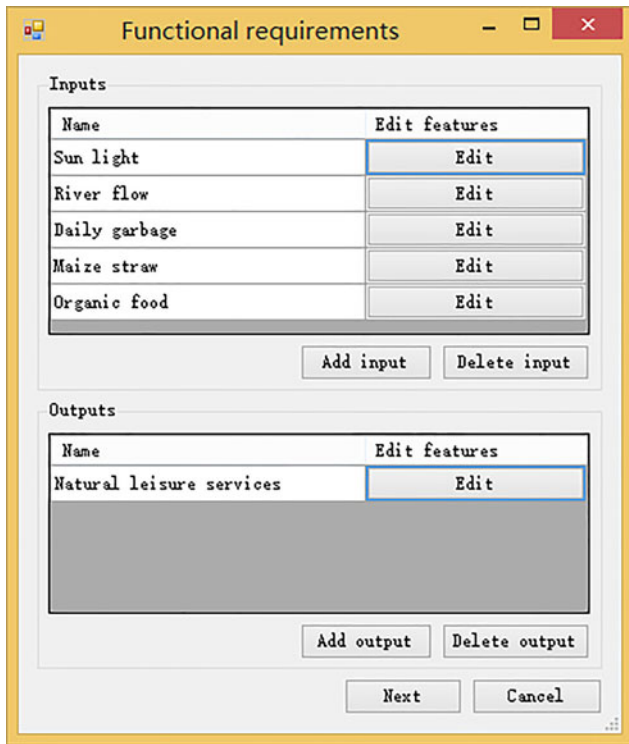 Functional requirements
Inputs
Name Edit features
Sun light Edit
River flow Edit
Daily garbage Edit
Maize straw Edit
Organic food Edit
Add input Delete input
Outputs
Name Edit features
Natural leisure services Edit
Add output Delete output
Next Cancel